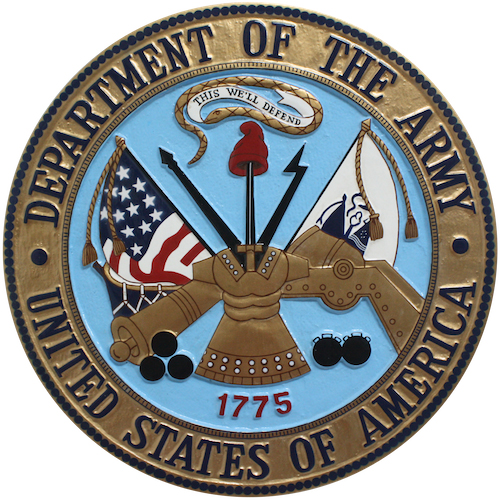 DEPARTMENT OF THE ARMY
THIS WE'LL DEFEND
1775
UNITED STATES OF AMERICA